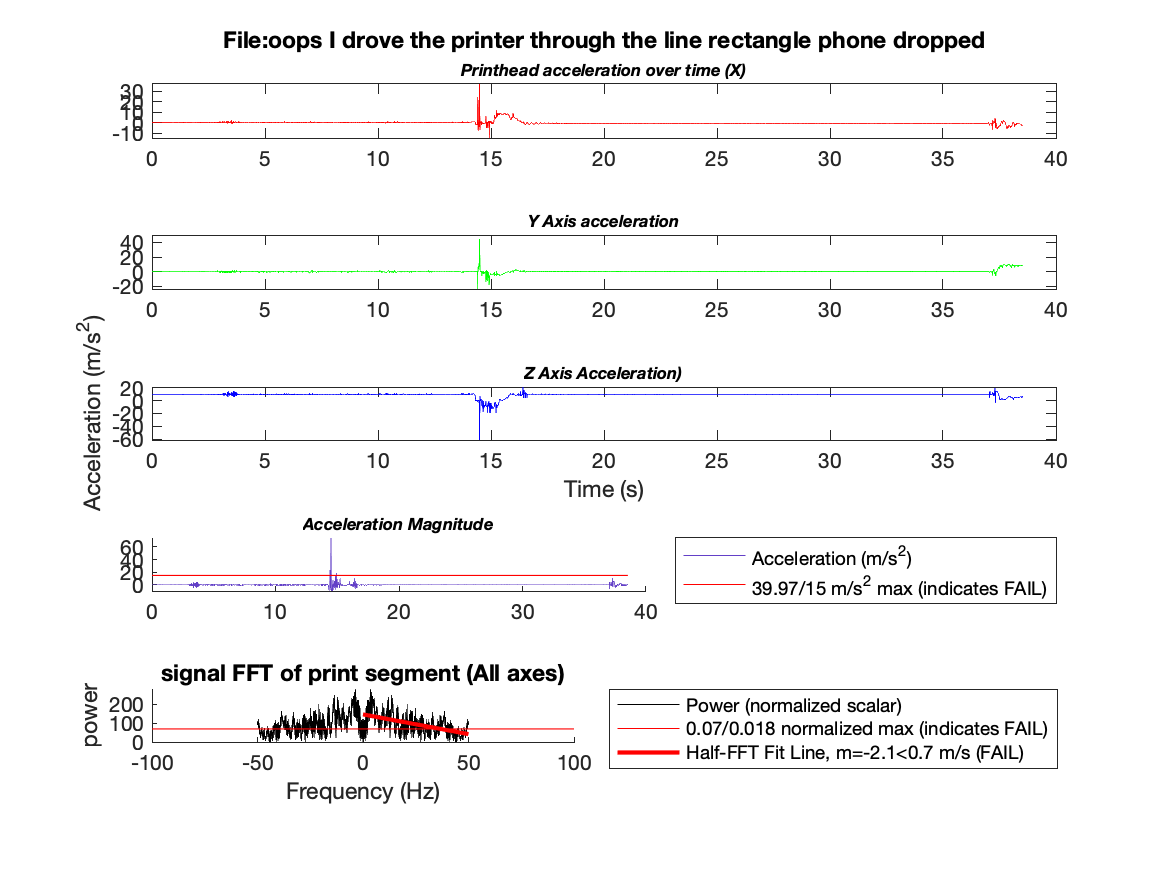 File:oops I drove the printer through the line rectangle phone dropped
Printhead acceleration over time (X)
30
20
10
0
-10
0 5 10 15 20 25 30 35 40
Y Axis acceleration
40
20
0
-20
0 5 10 15 20 25 30 35 40
Acceleration (m/s²)
Z Axis Acceleration)
20
0
-20
-40
-60
0 5 10 15 20 25 30 35 40
Time (s)
Acceleration Magnitude
60
40
20
0
0 10 20 30 40
Acceleration (m/s²)
39.97/15 m/s² max (indicates FAIL)
signal FFT of print segment (All axes)
power
200
100
0
-100 -50 0 50 100
Frequency (Hz)
Power (normalized scalar)
0.07/0.018 normalized max (indicates FAIL)
Half-FFT Fit Line, m=-2.1<0.7 m/s (FAIL)